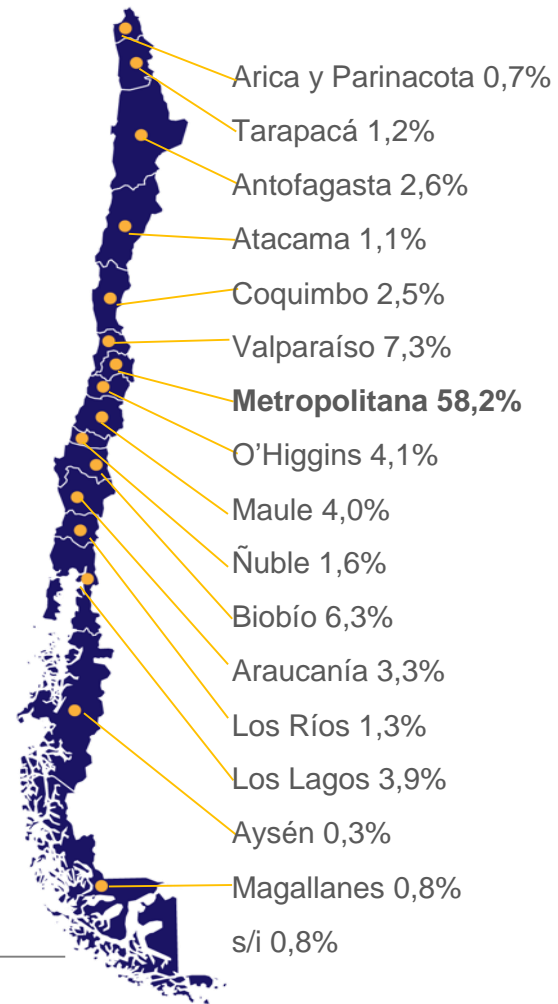 Arica y Parinacota 0,7%
Tarapacá 1,2%
Antofagasta 2,6%
Atacama 1,1%
Coquimbo 2,5%
Valparaíso 7,3%
Metropolitana 58,2%
O’Higgins 4,1%
Maule 4,0%
Ñuble 1,6%
Biobío 6,3%
Araucanía 3,3%
Los Ríos 1,3%
Los Lagos 3,9%
Aysén 0,3%
Magallanes 0,8%
s/i 0,8%